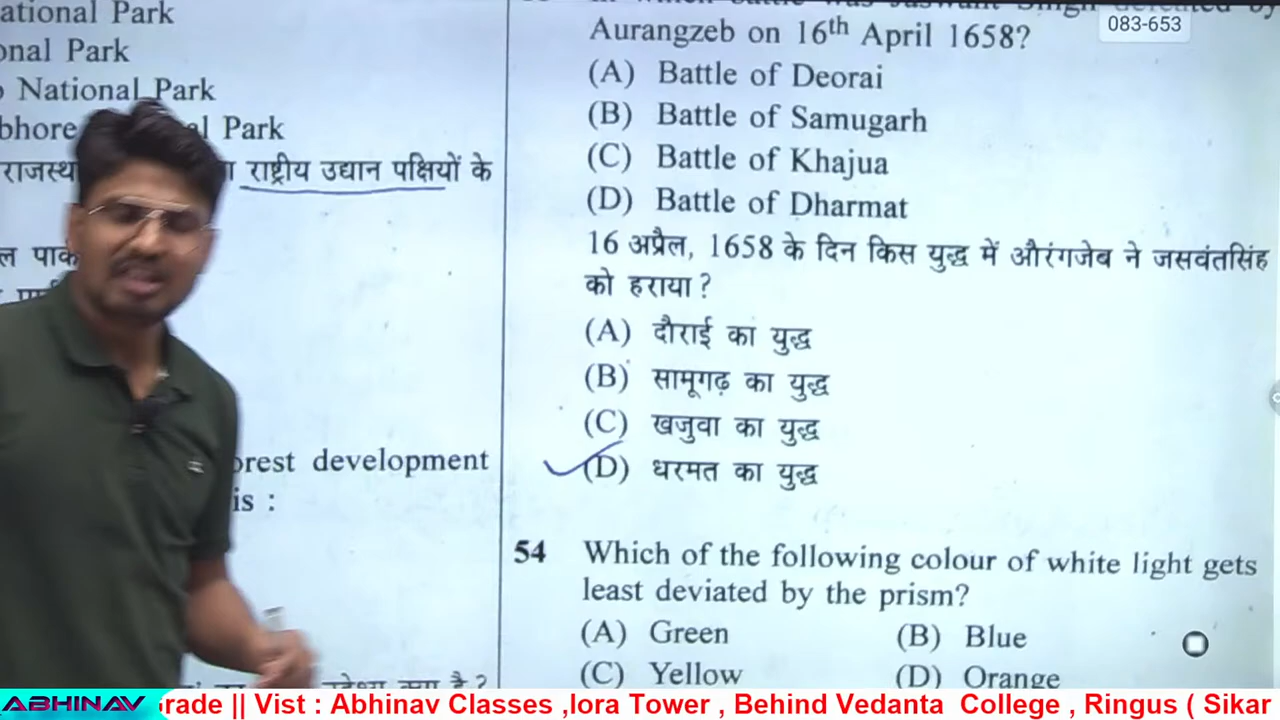 ational Park
onal Park
National Park
bhore Park
राष्ट्रीय उद्यान पक्षियों के
orest development
is :
083-653
Aurangzeb on 16th April 1658?
(A) Battle of Deorai
(B) Battle of Samugarh
(C) Battle of Khajua
(D) Battle of Dharmat
16 अप्रैल, 1658 के दिन किस युद्ध में औरंगजेब ने जसवंतसिंह
को हराया ?
(A) दौराई का युद्ध
(B) सामूगढ़ का युद्ध
(C) खजुवा का युद्ध
(D) धरमत का युद्ध
54 Which of the following colour of white light gets
least deviated by the prism?
(A) Green (B) Blue
(C) Yellow (D) Orange
ABHINAV rade || Vist : Abhinav Classes ,Iora Tower , Behind Vedanta College , Ringus ( Sikar